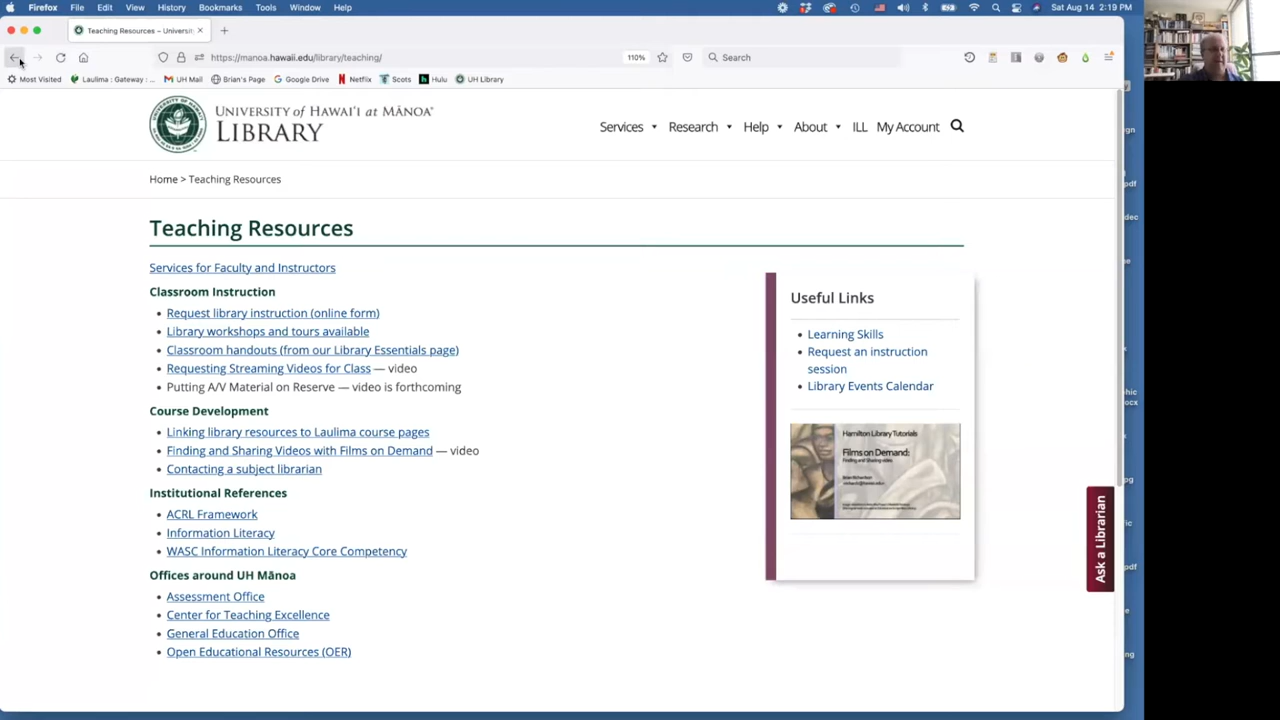 Firefox File Edit View History Bookmarks Tools Window Help Sat Aug 14 2:19 PM
Teaching Resources – Universi
https://manoa.hawaii.edu/library/teaching/ 110% Search
Most Visited Laulima : Gateway : ... UH Mail Brian's Page Google Drive Netflix Scots Hulu UH Library
UNIVERSITY of HAWAI'I at MĀNOA
LIBRARY
Services Research Help About ILL My Account
Home > Teaching Resources
Teaching Resources
Services for Faculty and Instructors
Classroom Instruction
• Request library instruction (online form)
• Library workshops and tours available
• Classroom handouts (from our Library Essentials page)
• Requesting Streaming Videos for Class — video
• Putting A/V Material on Reserve — video is forthcoming
Course Development
• Linking library resources to Laulima course pages
• Finding and Sharing Videos with Films on Demand — video
• Contacting a subject librarian
Institutional References
• ACRL Framework
• Information Literacy
• WASC Information Literacy Core Competency
Offices around UH Mānoa
• Assessment Office
• Center for Teaching Excellence
• General Education Office
• Open Educational Resources (OER)
Useful Links
• Learning Skills
• Request an instruction
session
• Library Events Calendar
Hamilton Library Tutorials
Films on Demand:
Finding and Sharing video
Brian Richardson
Ask a Librarian